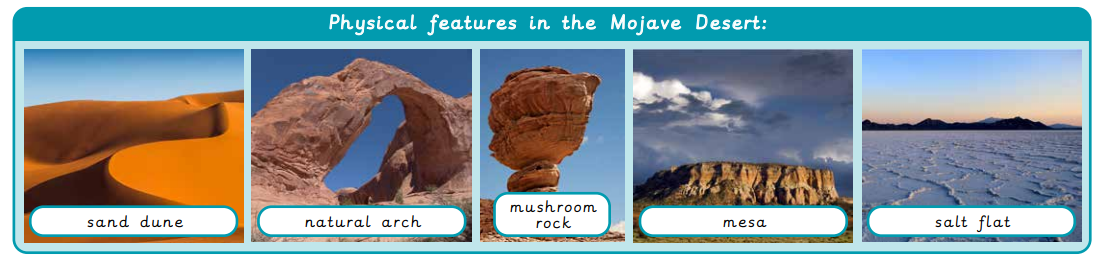 Physical features in the Mojave Desert:
sand dune
natural arch
mushroom
rock
mesa
salt flat